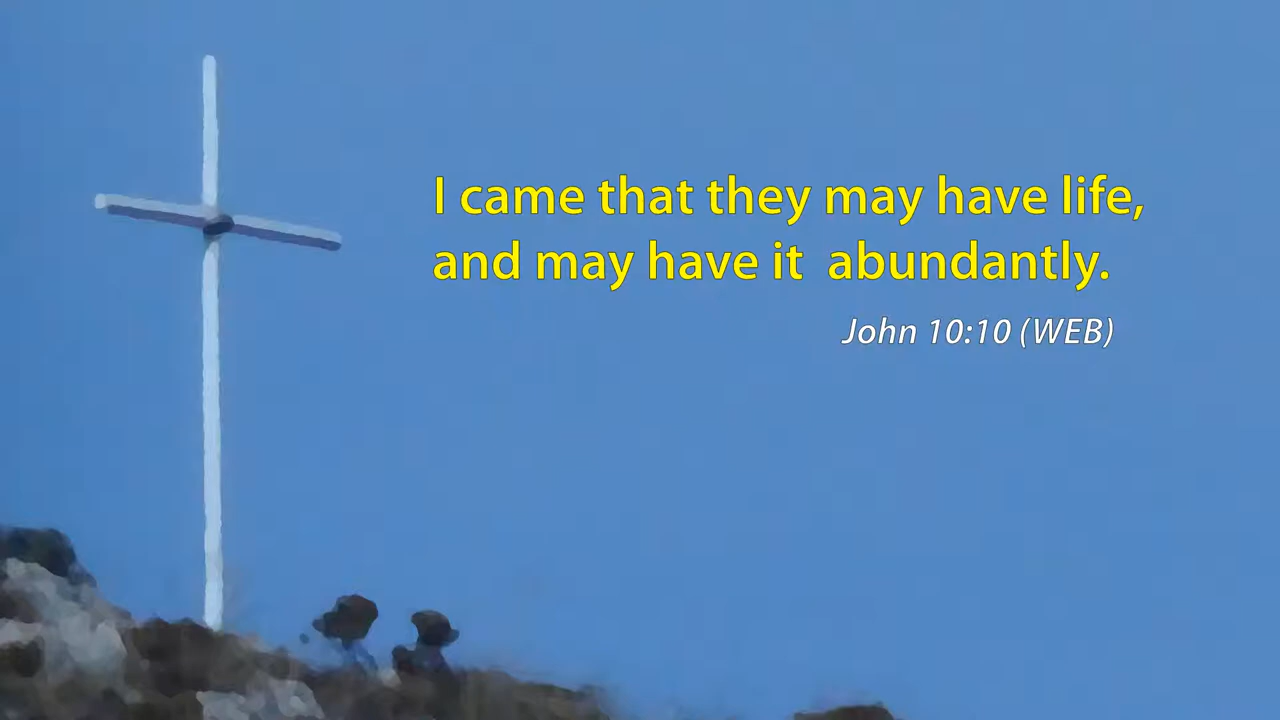 I came that they may have life,
and may have it  abundantly.
John 10:10 (WEB)